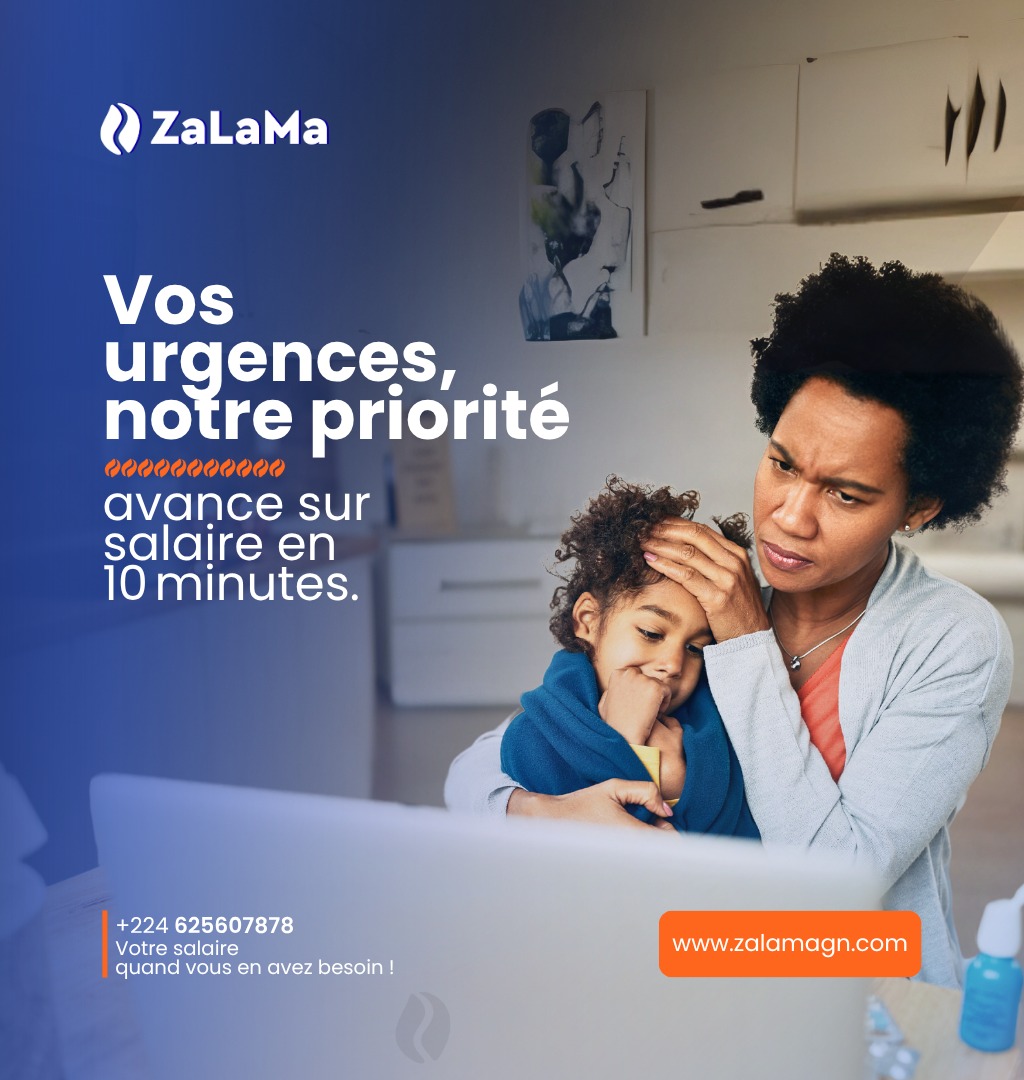 ZaLaMa
Vos
urgences,
notre priorité
avance sur
salaire en
10 minutes.
+224 625607878
Votre salaire
quand vous en avez besoin !
www.zalamagn.com